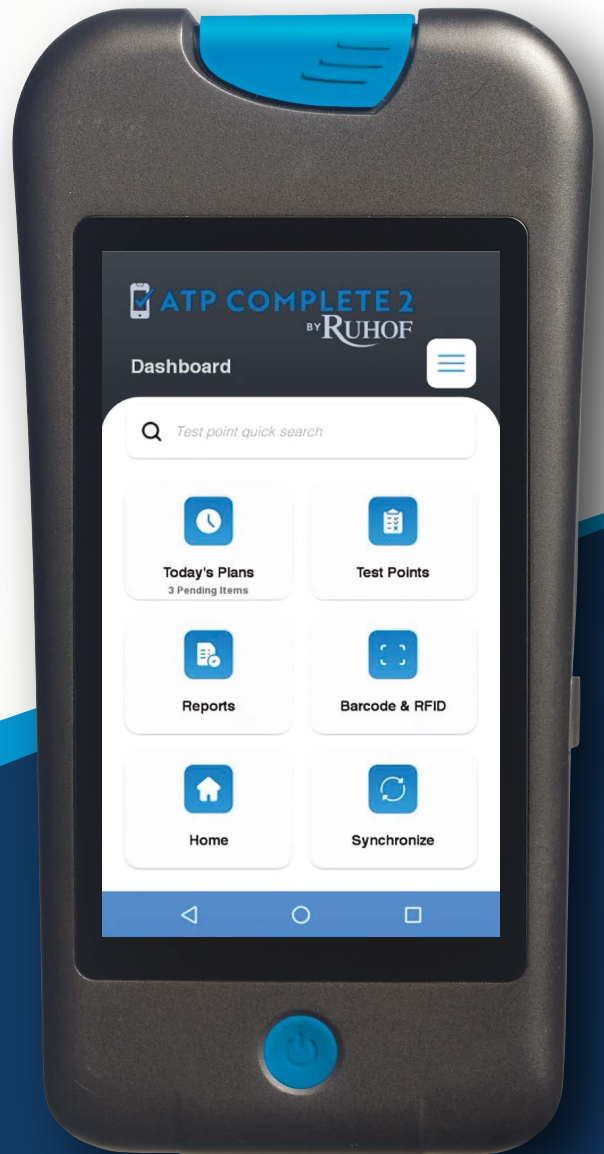 ATP COMPLETE 2
BY RUHOF
Dashboard
Test point quick search
Today's Plans
3 Pending Items
Test Points
Reports
Barcode & RFID
Home
Synchronize